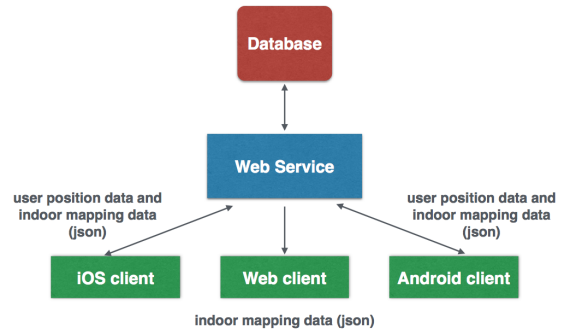 Database
Web Service
user position data and
indoor mapping data
(json)
user position data and
indoor mapping data
(json)
iOS client
Web client
Android client
indoor mapping data (json)